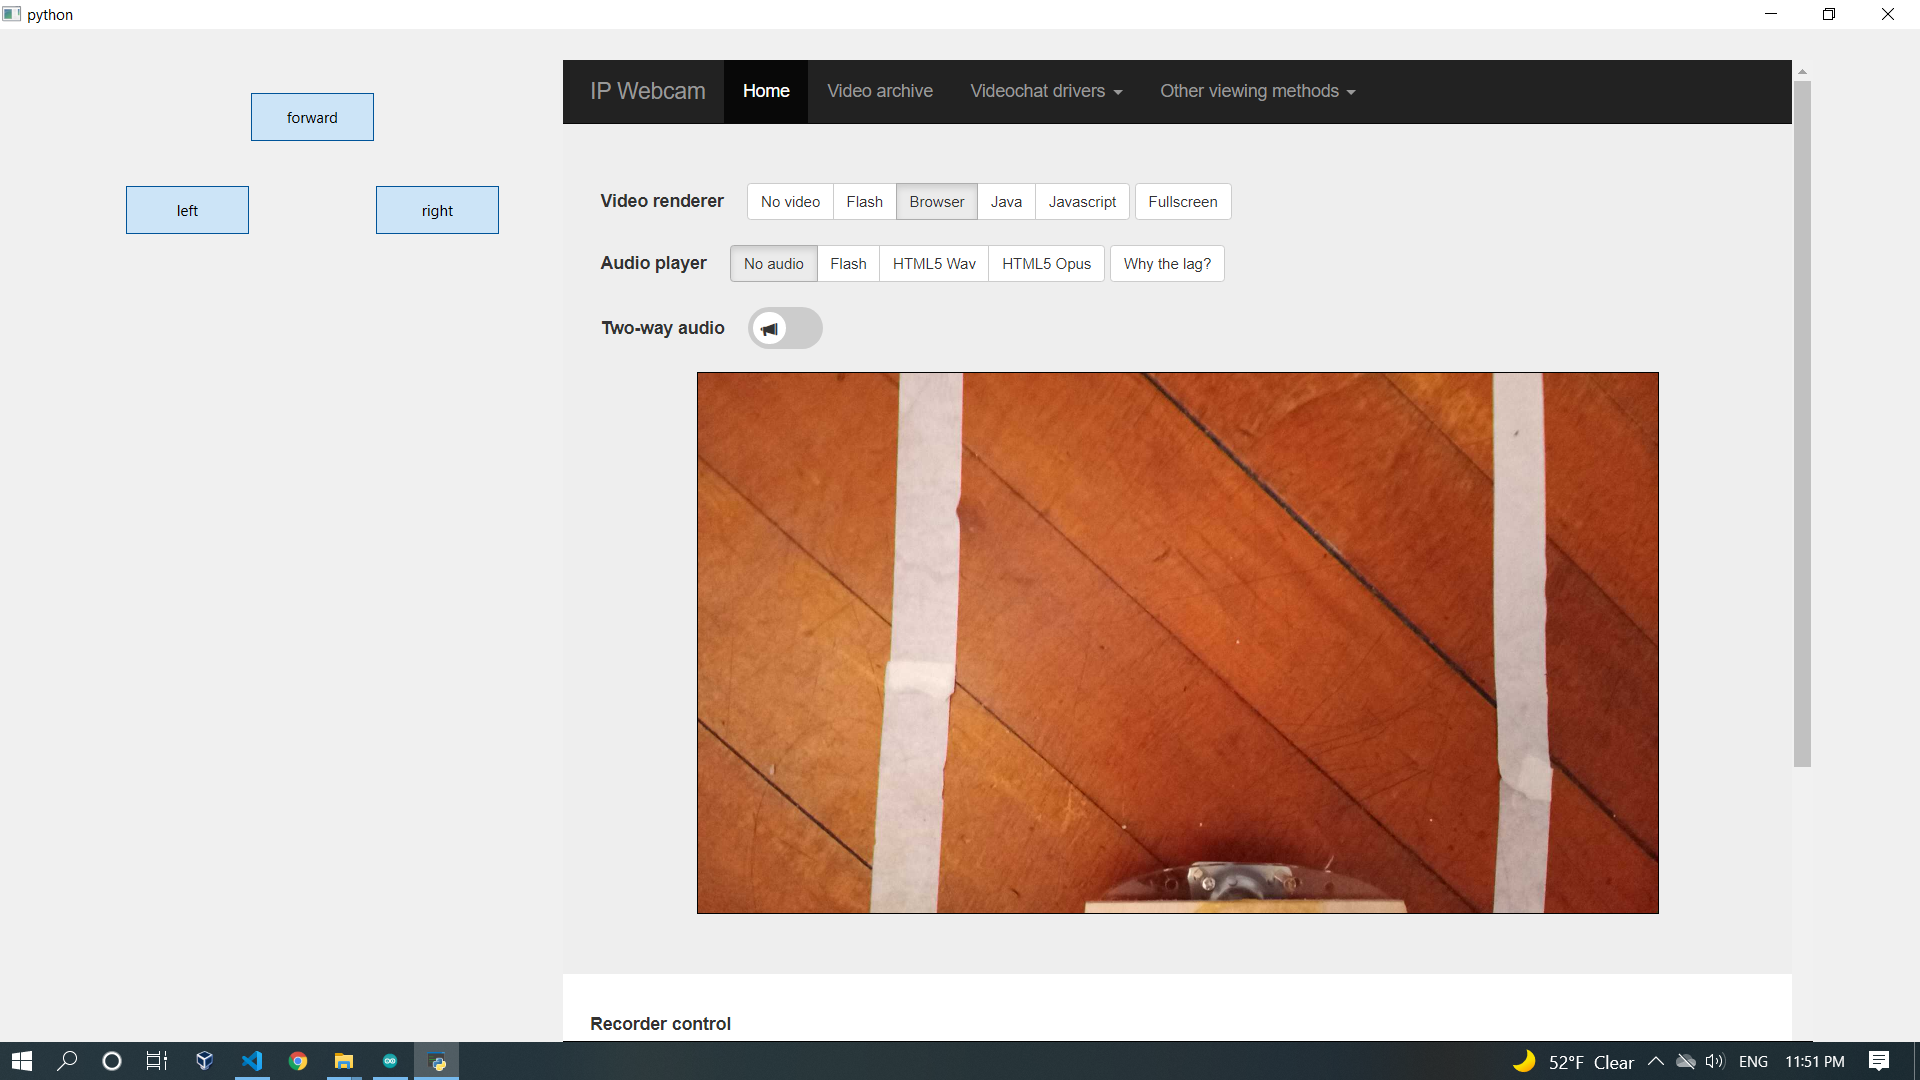 python
forward
left
right
IP Webcam Home Video archive Videochat drivers Other viewing methods
Video renderer No video Flash Browser Java Javascript Fullscreen
Audio player No audio Flash HTML5 Wav HTML5 Opus Why the lag?
Two-way audio
Recorder control
52°F Clear ENG 11:51 PM